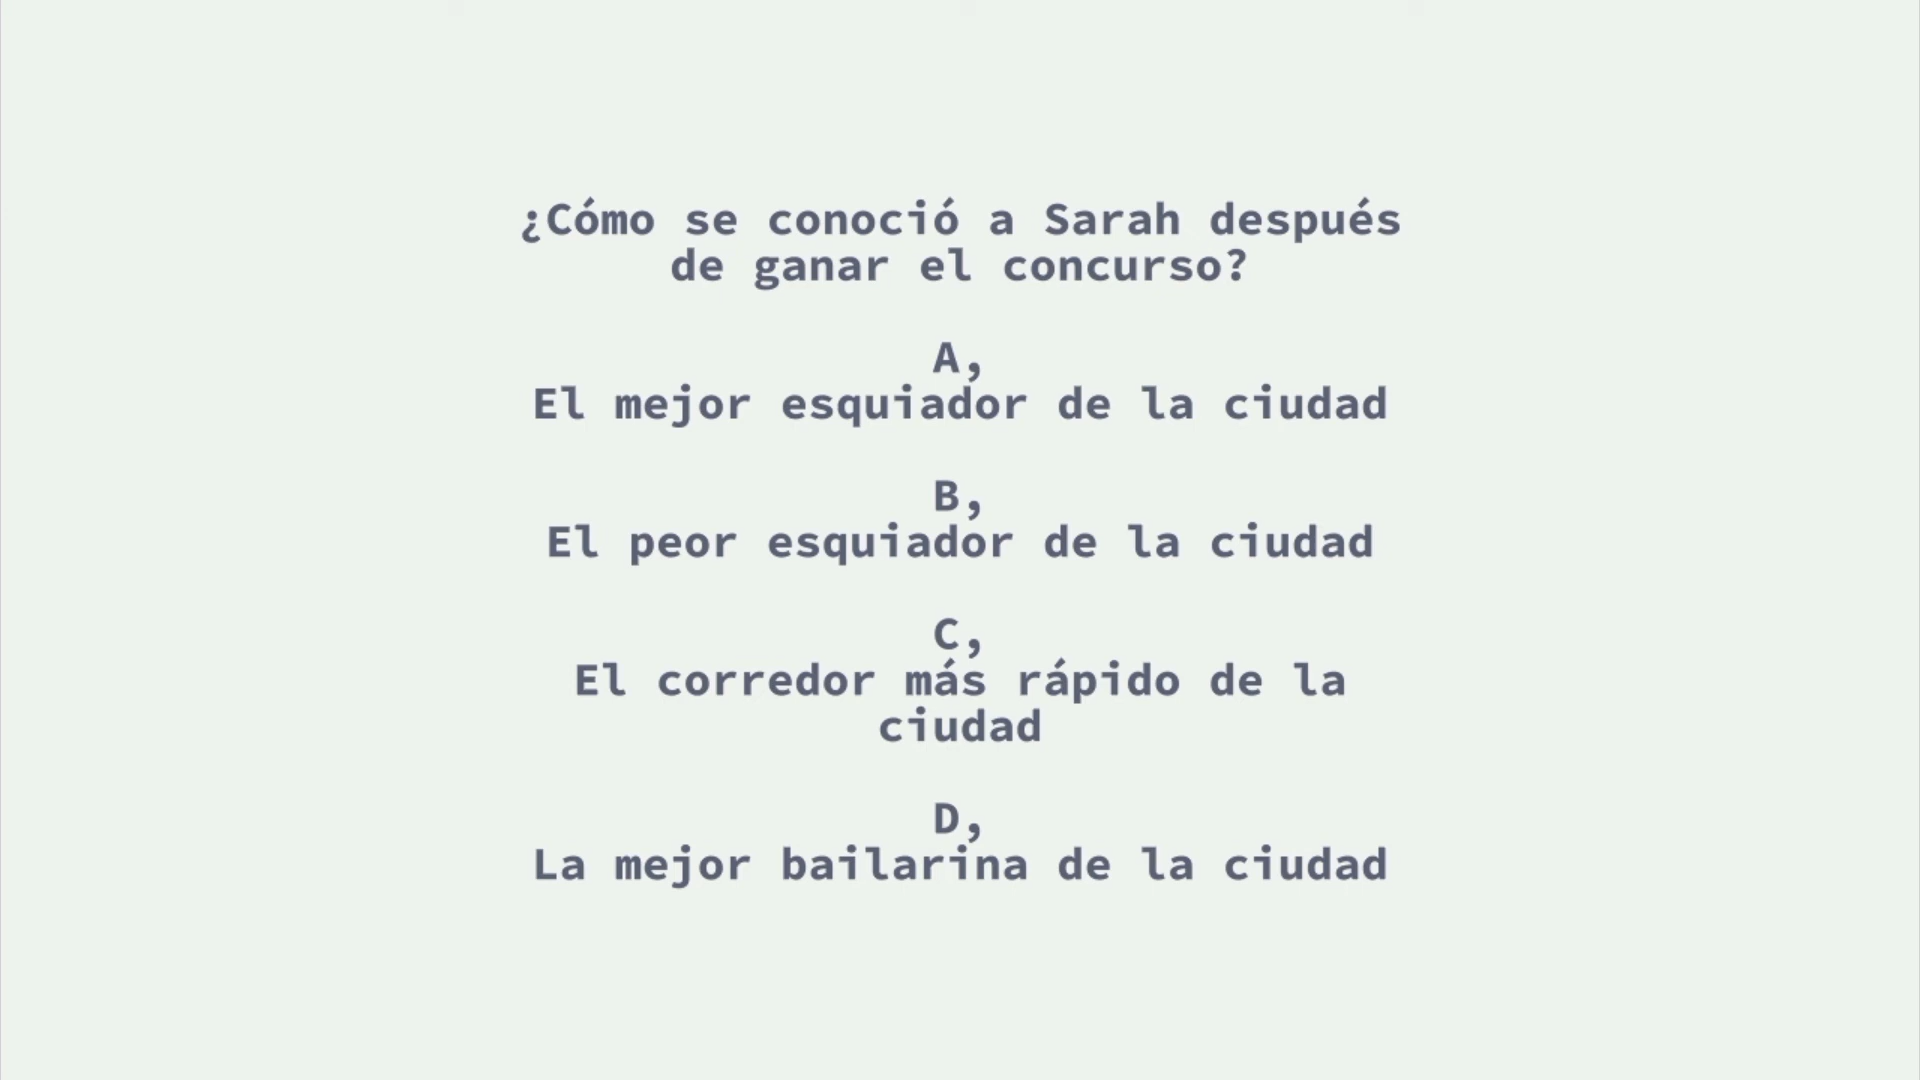 ¿Cómo se conoció a Sarah después
de ganar el concurso?
A,
El mejor esquiador de la ciudad
B,
El peor esquiador de la ciudad
C,
El corredor más rápido de la
ciudad
D,
La mejor bailarina de la ciudad